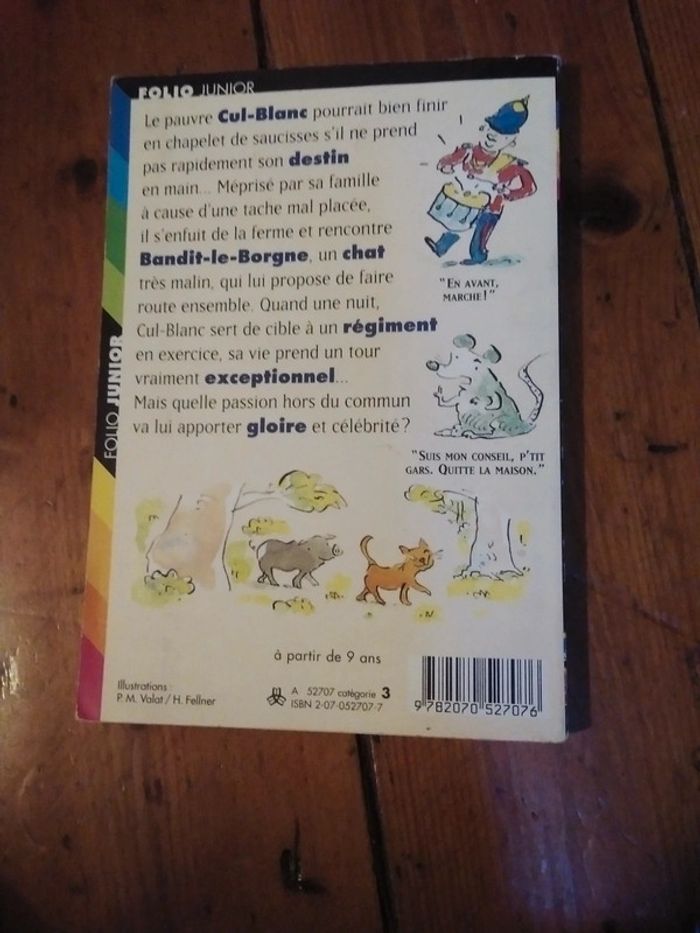 FOLIO JUNIOR
Le pauvre Cul-Blanc pourrait bien finir
en chapelet de saucisses s'il ne prend
pas rapidement son destin
en main... Méprisé par sa famille
à cause d'une tache mal placée,
il s'enfuit de la ferme et rencontre
Bandit-le-Borgne, un chat
très malin, qui lui propose de faire
route ensemble. Quand une nuit,
Cul-Blanc sert de cible à un régiment
en exercice, sa vie prend un tour
vraiment exceptionnel...
Mais quelle passion hors du commun
va lui apporter gloire et célébrité ?
"EN AVANT,
MARCHE !"
"SUIS MON CONSEIL, P'TIT
GARS. QUITTE LA MAISON."
FOLIO JUNIOR
à partir de 9 ans
Illustrations :
P. M. Valat / H. Fellner
A 52707 catégorie 3
ISBN 2-07-052707-7
9 782070 527076